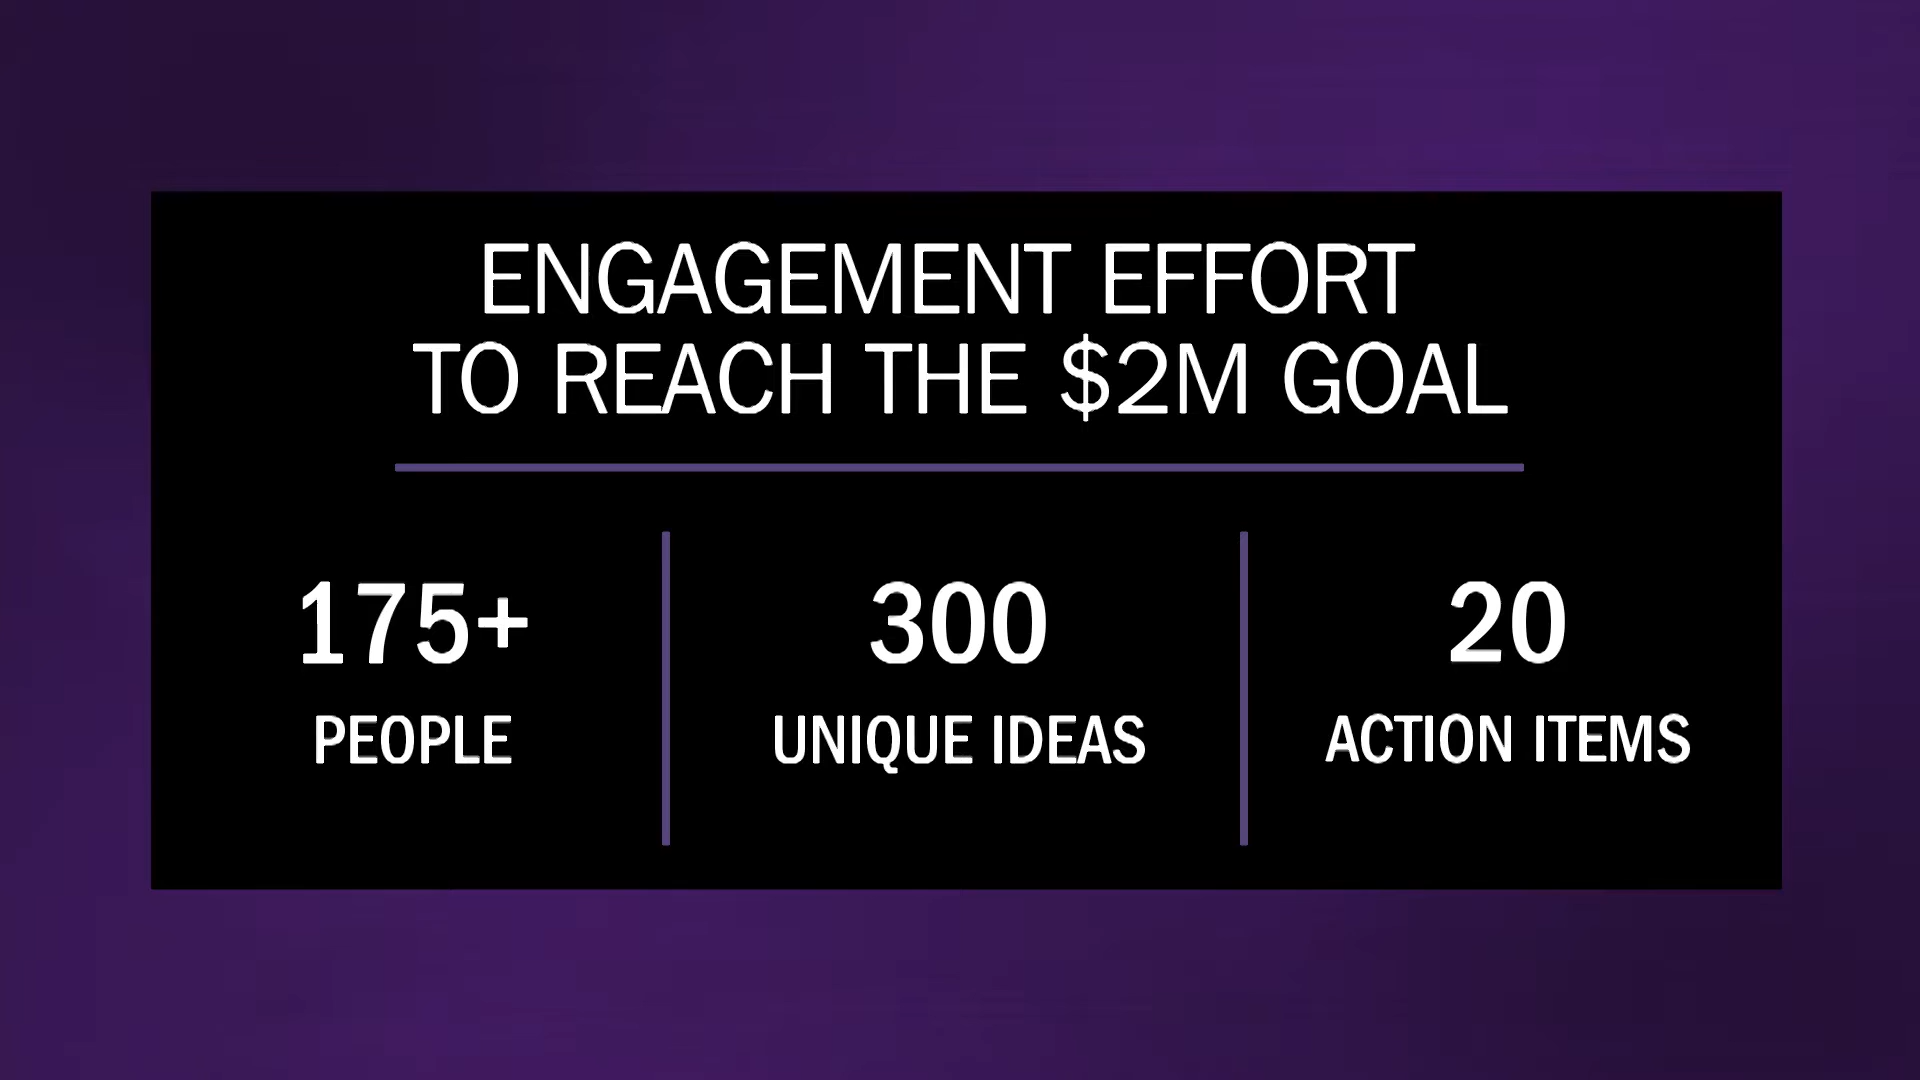 ENGAGEMENT EFFORT
TO REACH THE $2M GOAL
175+
PEOPLE
300
UNIQUE IDEAS
20
ACTION ITEMS